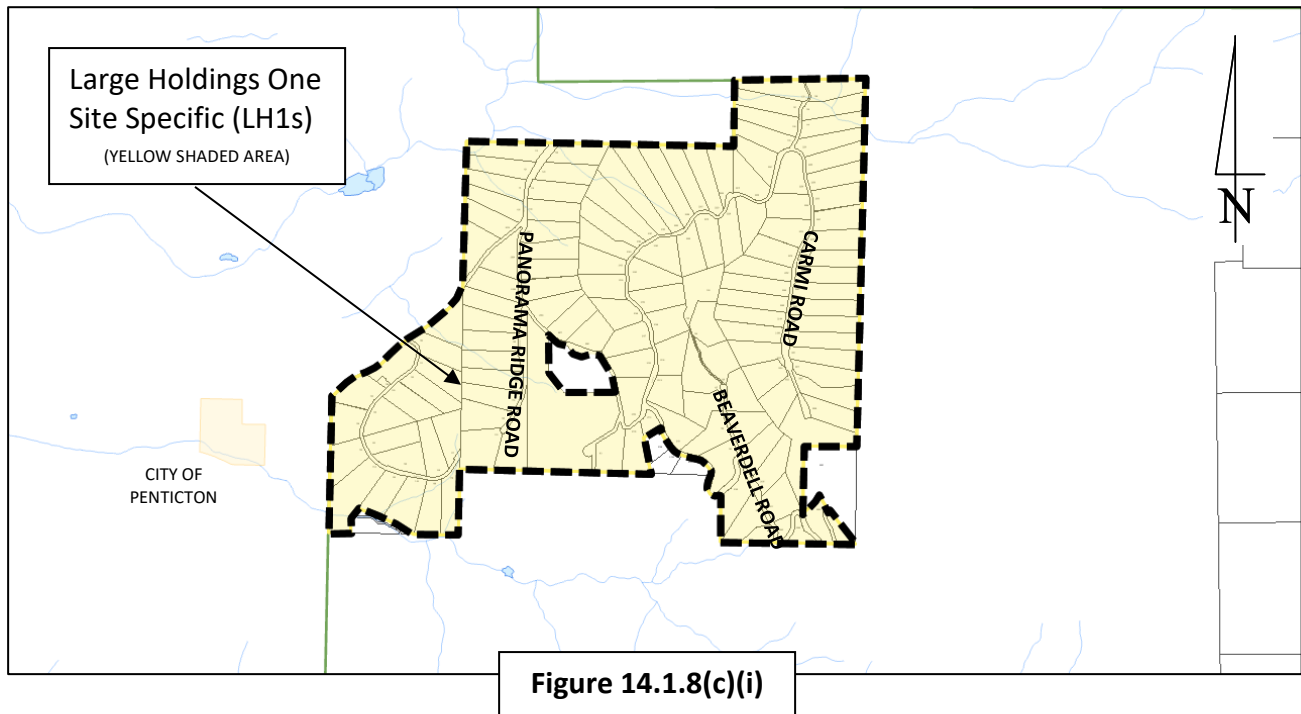 Large Holdings One
Site Specific (LH1s)
(YELLOW SHADED AREA)
N
PANORAMA RIDGE ROAD
CARMI ROAD
BEAVERDELL ROAD
CITY OF
PENTICTON
Figure 14.1.8(c)(i)